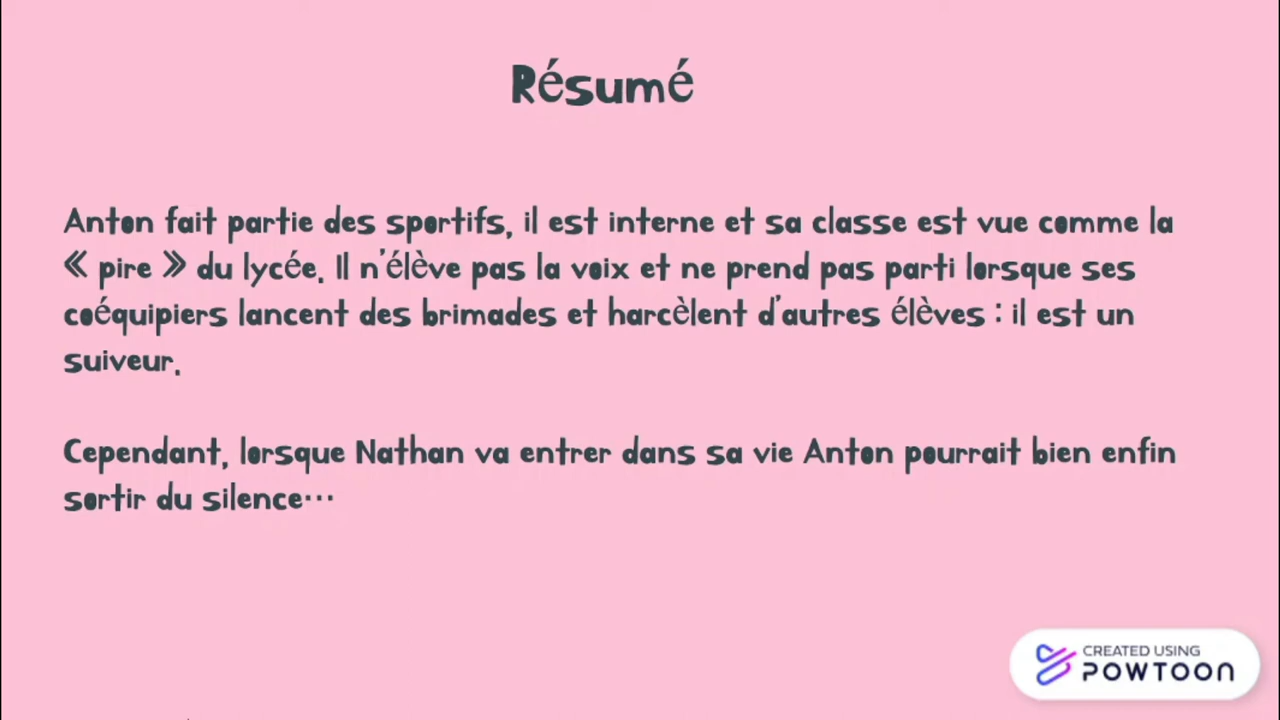 Résumé
Anton fait partie des sportifs, il est interne et sa classe est vue comme la
« pire » du lycée. Il n'élève pas la voix et ne prend pas parti lorsque ses
coéquipiers lancent des brimades et harcèlent d'autres élèves : il est un
suiveur.
Cependant, lorsque Nathan va entrer dans sa vie Anton pourrait bien enfin
sortir du silence...
CREATED USING
POWTOON